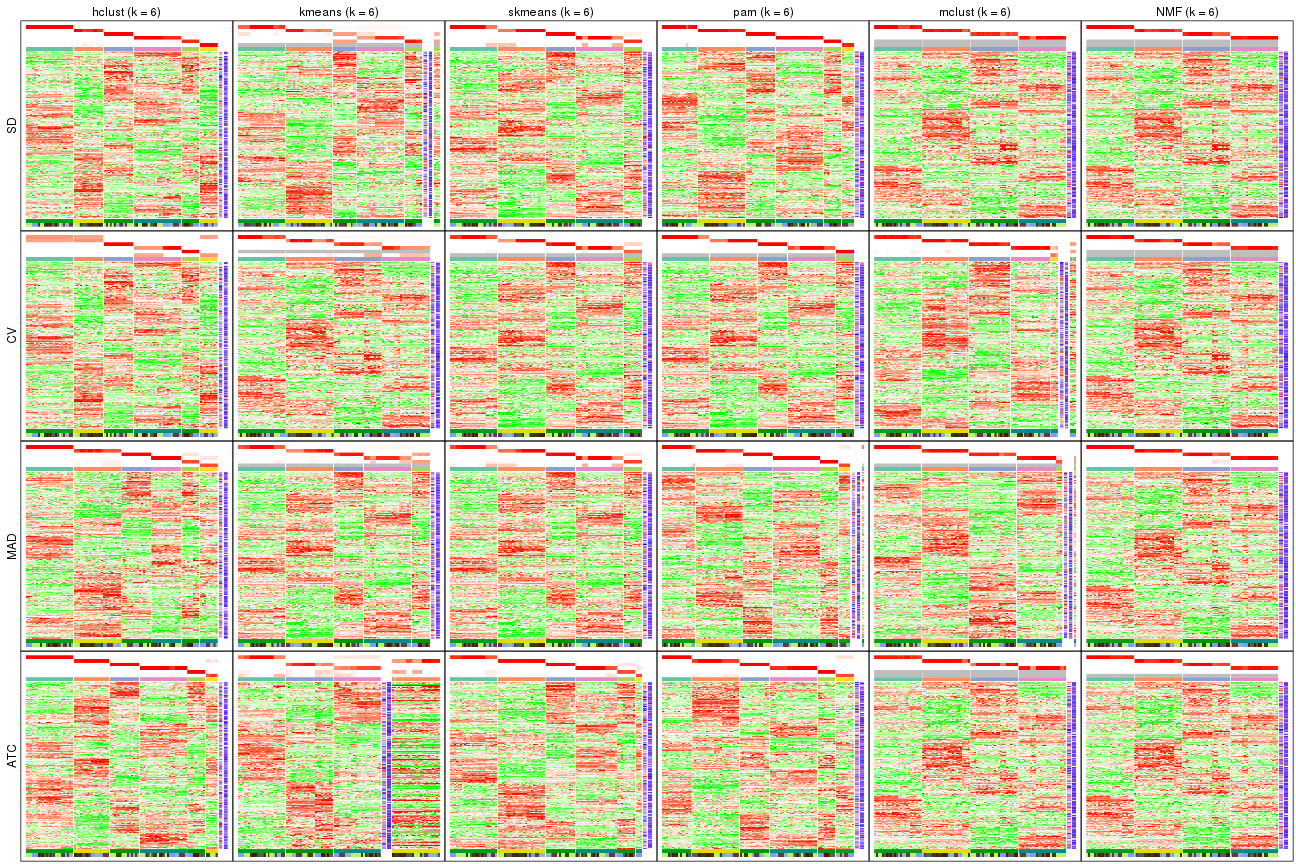 hclust (k = 6) kmeans (k = 6) skmeans (k = 6) pam (k = 6) mclust (k = 6) NMF (k = 6)
SD
CV
MAD
ATC